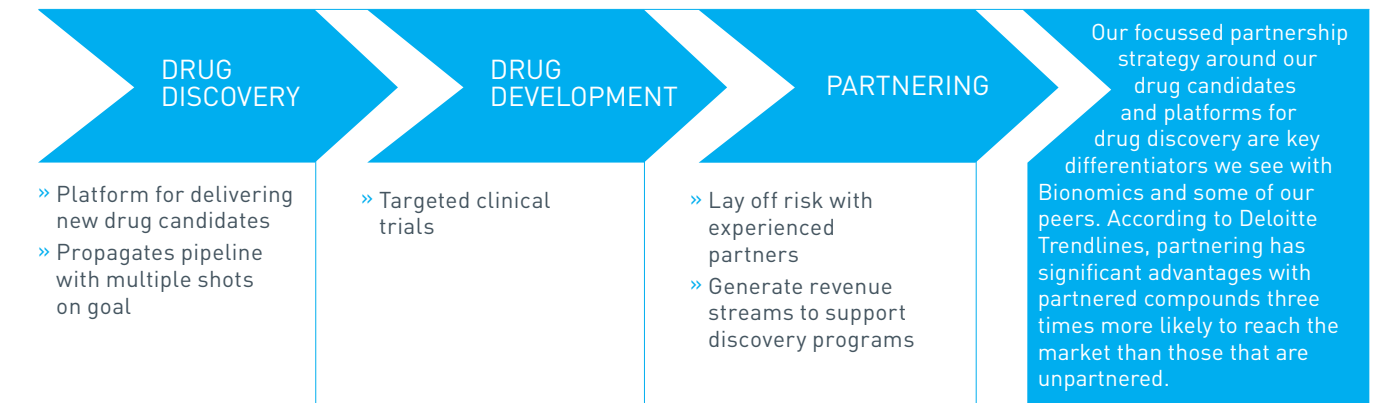 DRUG
DISCOVERY
» Platform for delivering
new drug candidates
» Propagates pipeline
with multiple shots
on goal
DRUG
DEVELOPMENT
» Targeted clinical
trials
PARTNERING
» Lay off risk with
experienced
partners
» Generate revenue
streams to support
discovery programs
Our focussed partnership
strategy around our
drug candidates
and platforms for
drug discovery are key
differentiators we see with
Bionomics and some of our
peers. According to Deloitte
Trendlines, partnering has
significant advantages with
partnered compounds three
times more likely to reach the
market than those that are
unpartnered.